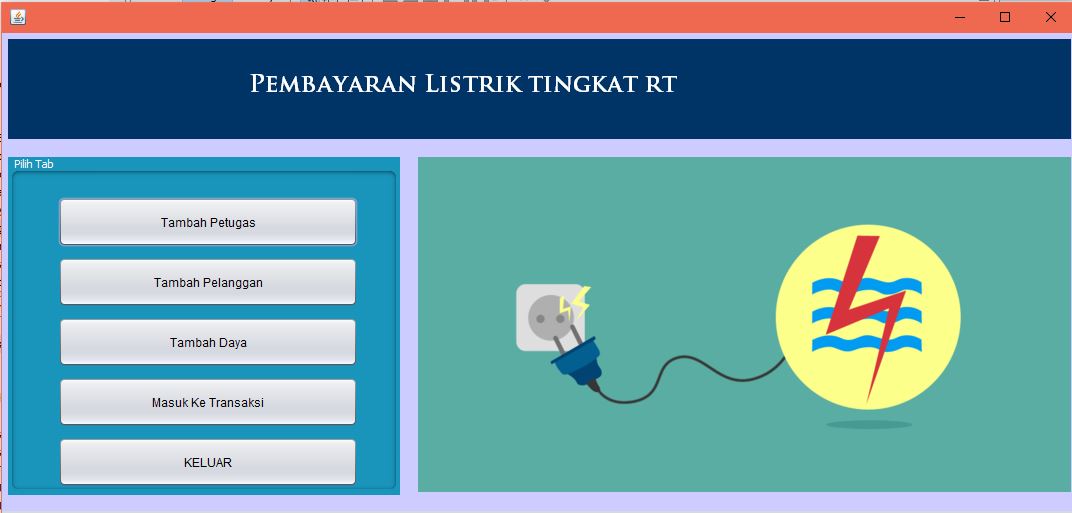 Pembayaran Listrik tingkat rt
Pilih Tab
Tambah Petugas
Tambah Pelanggan
Tambah Daya
Masuk Ke Transaksi
KELUAR